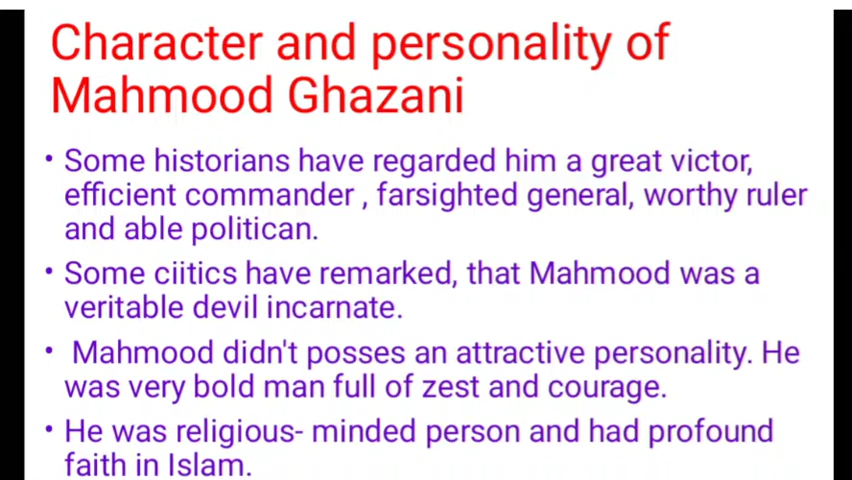 Character and personality of
Mahmood Ghazani
• Some historians have regarded him a great victor,
efficient commander , farsighted general, worthy ruler
and able politican.
• Some ciitics have remarked, that Mahmood was a
veritable devil incarnate.
• Mahmood didn't posses an attractive personality. He
was very bold man full of zest and courage.
• He was religious- minded person and had profound
faith in Islam.